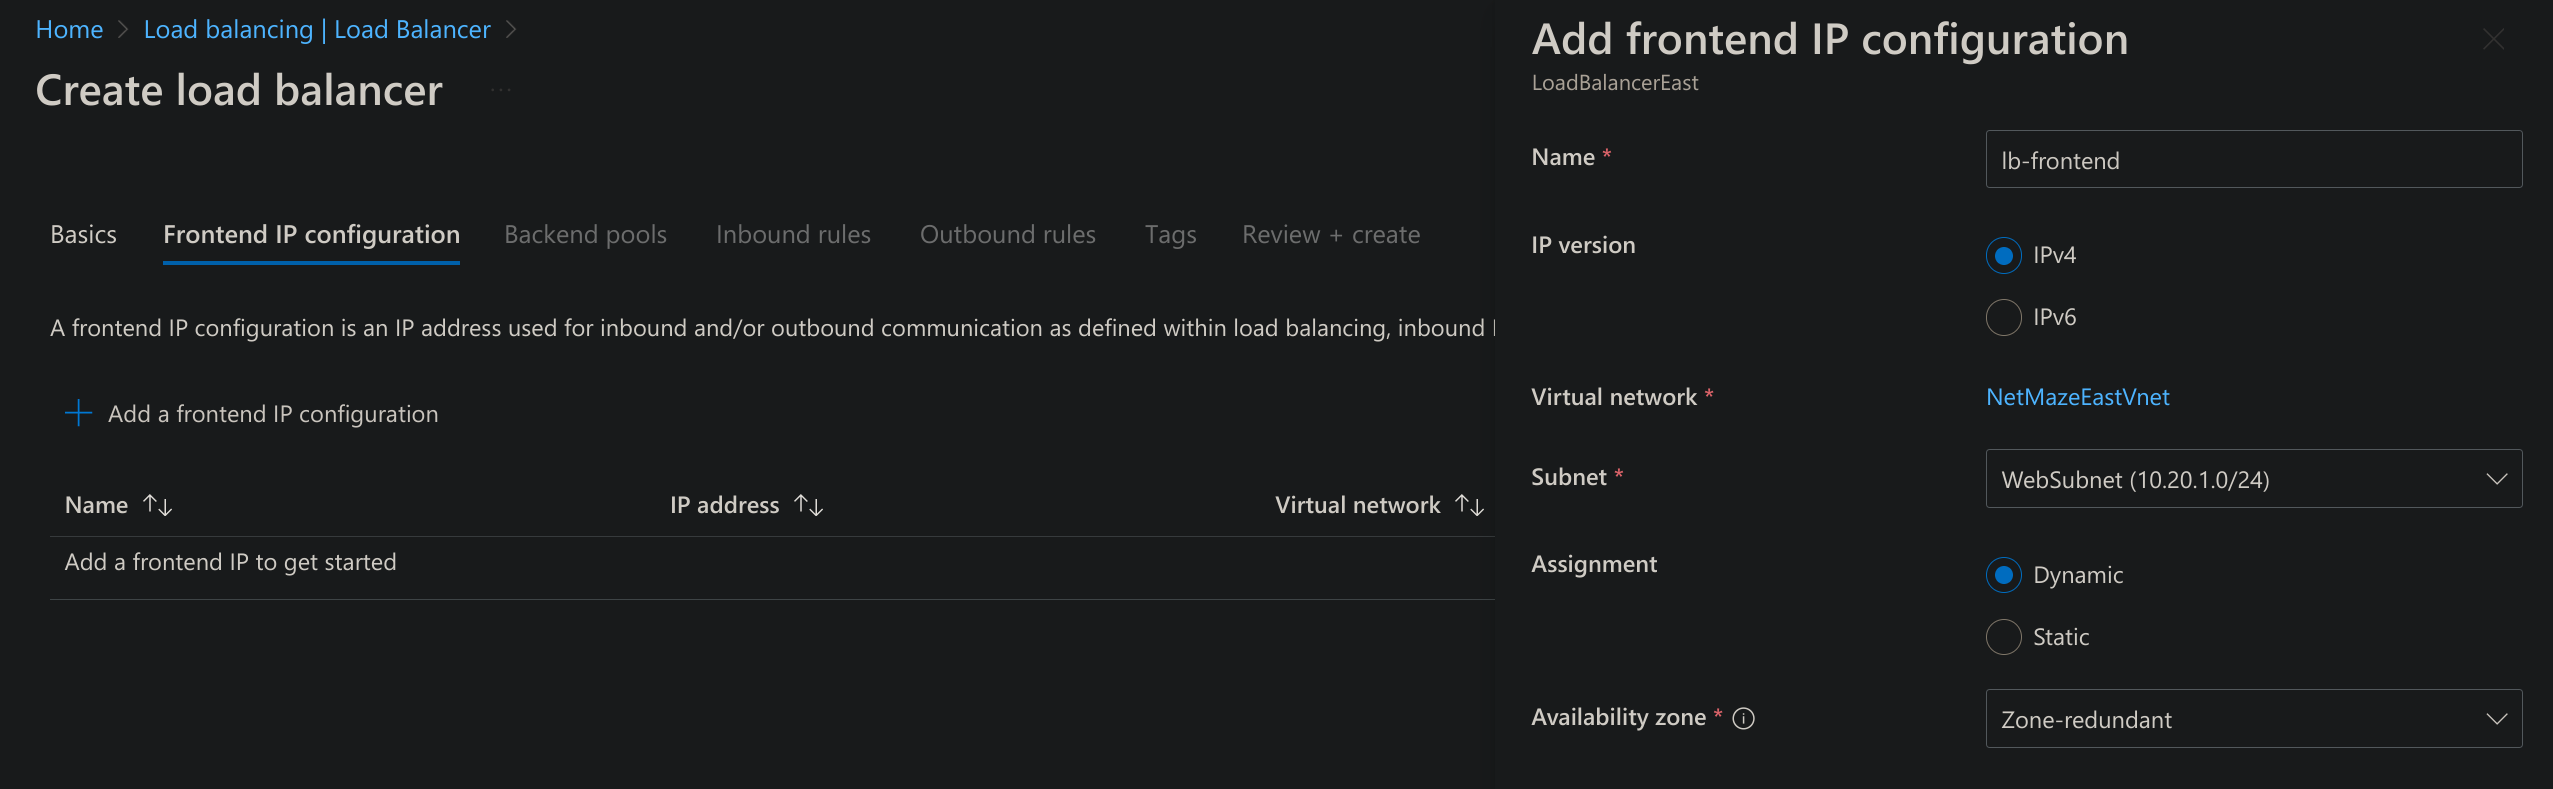 Home > Load balancing | Load Balancer >
Create load balancer ...
Basics Frontend IP configuration Backend pools Inbound rules Outbound rules Tags Review + create
A frontend IP configuration is an IP address used for inbound and/or outbound communication as defined within load balancing, inbound
+ Add a frontend IP configuration
Name ↑↓ IP address ↑↓ Virtual network ↑↓
Add a frontend IP to get started
Add frontend IP configuration
LoadBalancerEast
Name * lb-frontend
IP version IPv4
IPv6
Virtual network * NetMazeEastVnet
Subnet * WebSubnet (10.20.1.0/24)
Assignment Dynamic
Static
Availability zone * Zone-redundant